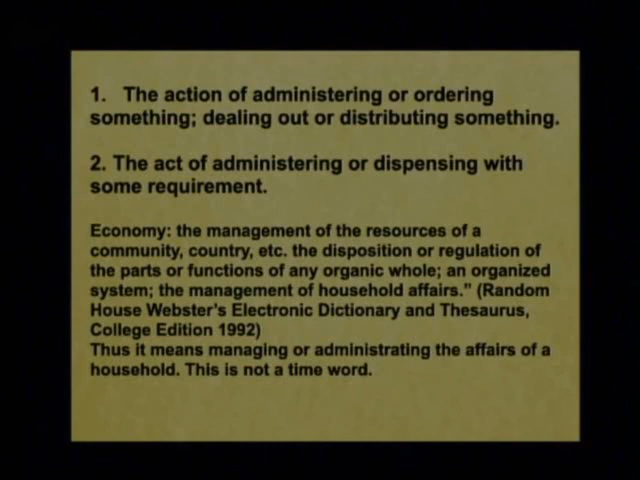 1.   The action of administering or ordering
something; dealing out or distributing something.
2. The act of administering or dispensing with
some requirement.
Economy: the management of the resources of a
community, country, etc. the disposition or regulation of
the parts or functions of any organic whole; an organized
system; the management of household affairs.” (Random
House Webster’s Electronic Dictionary and Thesaurus,
College Edition 1992)
Thus it means managing or administrating the affairs of a
household. This is not a time word.